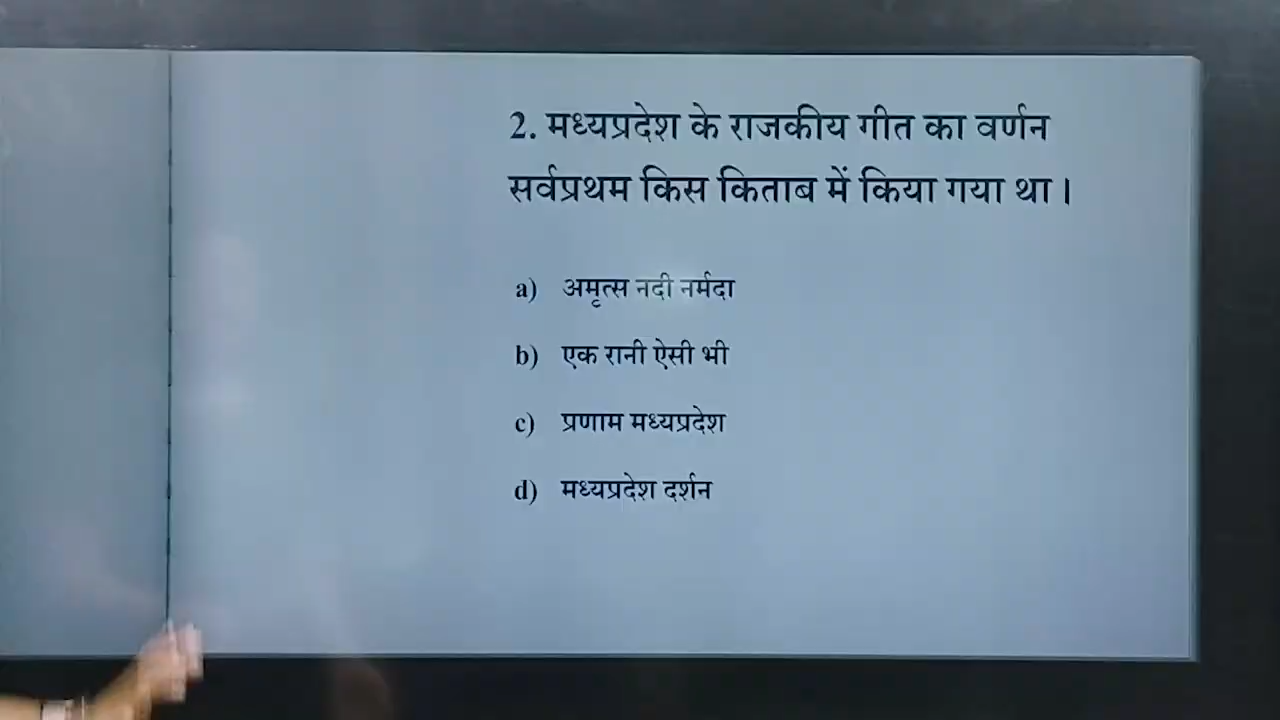 2. मध्यप्रदेश के राजकीय गीत का वर्णन
सर्वप्रथम किस किताब में किया गया था ।
a) अमृत्स नदी नर्मदा
b) एक रानी ऐसी भी
c) प्रणाम मध्यप्रदेश
d) मध्यप्रदेश दर्शन